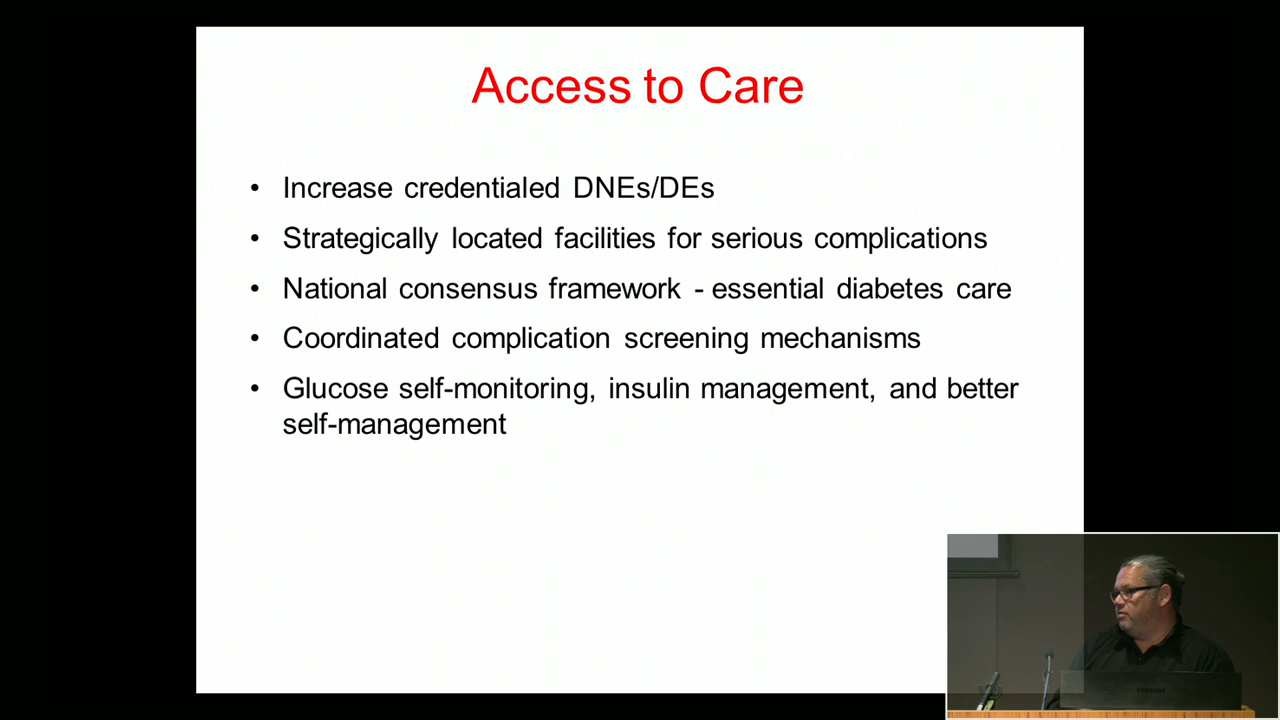 Access to Care
• Increase credentialed DNEs/DEs
• Strategically located facilities for serious complications
• National consensus framework - essential diabetes care
• Coordinated complication screening mechanisms
• Glucose self-monitoring, insulin management, and better
self-management